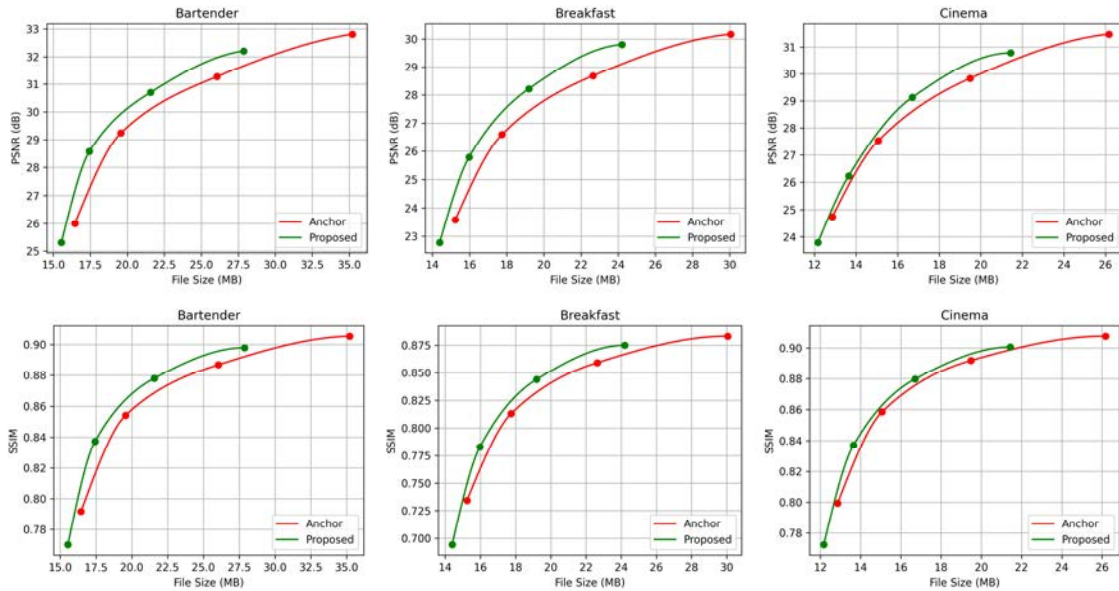 Bartender
PSNR (dB)
33
32
31
30
29
28
27
26
25
15.0 17.5 20.0 22.5 25.0 27.5 30.0 32.5 35.0
File Size (MB)
Anchor
Proposed
Breakfast
PSNR (dB)
30
29
28
27
26
25
24
23
14 16 18 20 22 24 26 28 30
File Size (MB)
Anchor
Proposed
Cinema
PSNR (dB)
31
30
29
28
27
26
25
24
12 14 16 18 20 22 24 26
File Size (MB)
Anchor
Proposed
Bartender
SSIM
0.90
0.88
0.86
0.84
0.82
0.80
0.78
15.0 17.5 20.0 22.5 25.0 27.5 30.0 32.5 35.0
File Size (MB)
Anchor
Proposed
Breakfast
SSIM
0.875
0.850
0.825
0.800
0.775
0.750
0.725
0.700
14 16 18 20 22 24 26 28 30
File Size (MB)
Anchor
Proposed
Cinema
SSIM
0.90
0.88
0.86
0.84
0.82
0.80
0.78
12 14 16 18 20 22 24 26
File Size (MB)
Anchor
Proposed